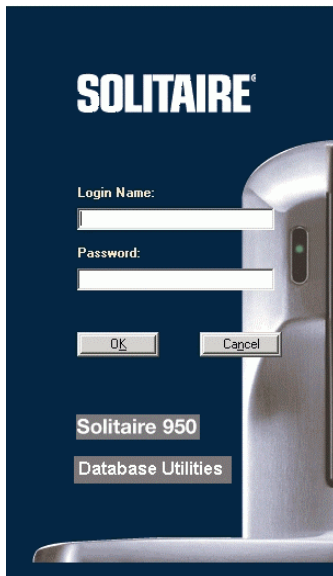 SOLITAIRE®
Login Name:
Password:
OK
Cancel
Solitaire 950
Database Utilities